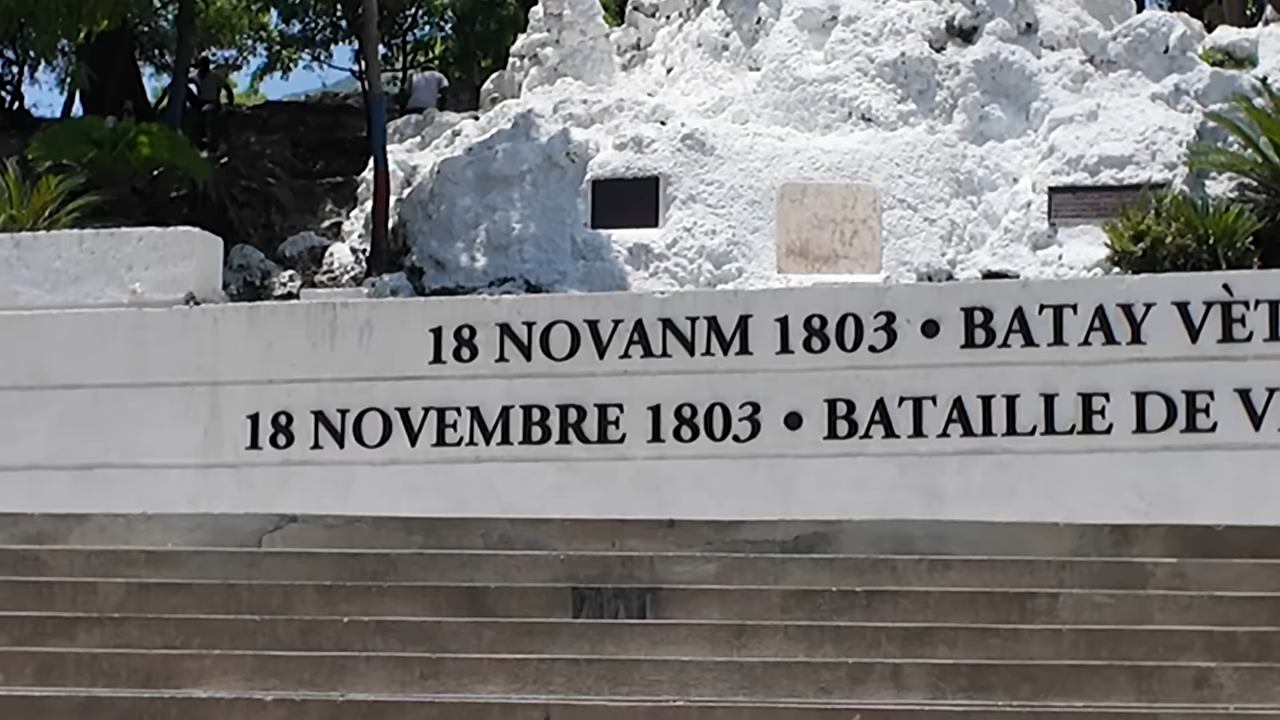 18 NOVANM 1803 • BATAY VÈT
18 NOVEMBRE 1803 • BATAILLE DE V